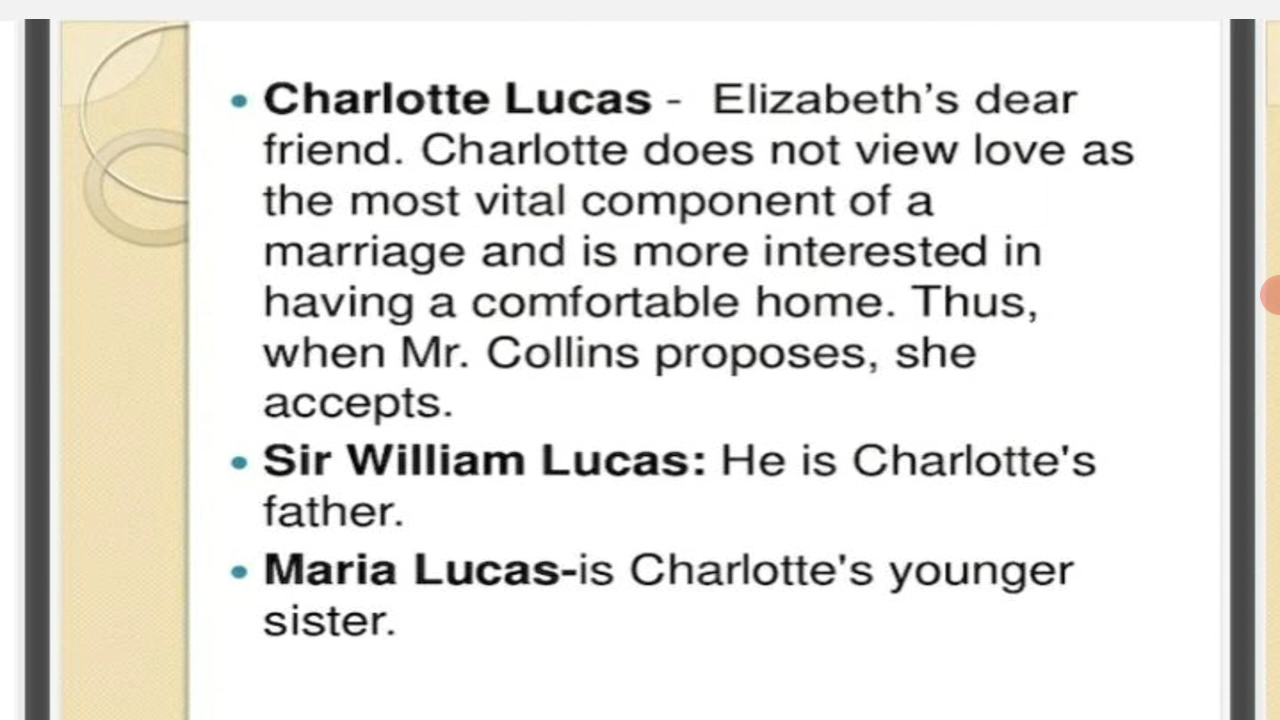 • Charlotte Lucas -  Elizabeth’s dear
friend. Charlotte does not view love as
the most vital component of a
marriage and is more interested in
having a comfortable home. Thus,
when Mr. Collins proposes, she
accepts.
• Sir William Lucas: He is Charlotte's
father.
• Maria Lucas-is Charlotte's younger
sister.